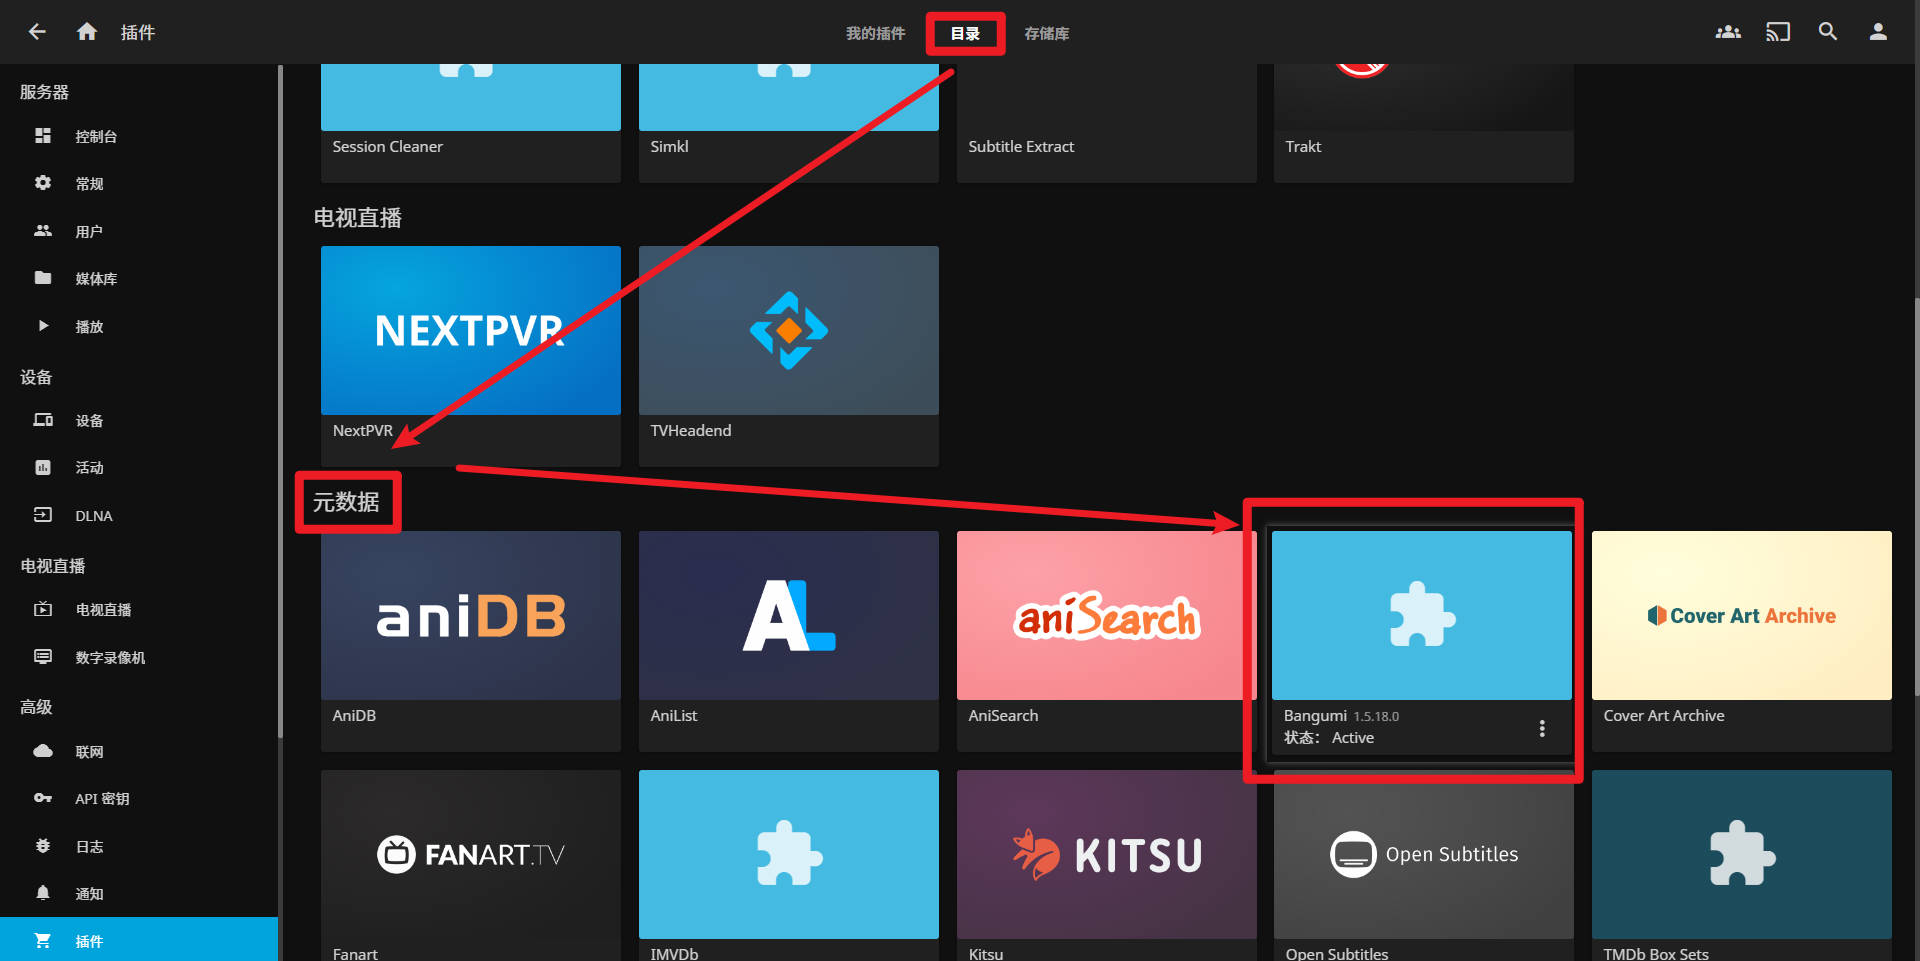 插件
我的插件
目录
存储库
服务器
控制台
常规
用户
媒体库
播放
设备
设备
活动
DLNA
电视直播
电视直播
数字录像机
高级
联网
API 密钥
日志
通知
插件
Session Cleaner
Simkl
Subtitle Extract
Trakt
电视直播
NEXTPVR
NextPVR
TVHeadend
元数据
aniDB
AL
aniSearch
Cover Art Archive
AniDB
AniList
AniSearch
Bangumi 1.5.18.0
状态： Active
Cover Art Archive
FANART.TV
KITSU
Open Subtitles
Fanart
IMVDb
Kitsu
Open Subtitles
TMDb Box Sets